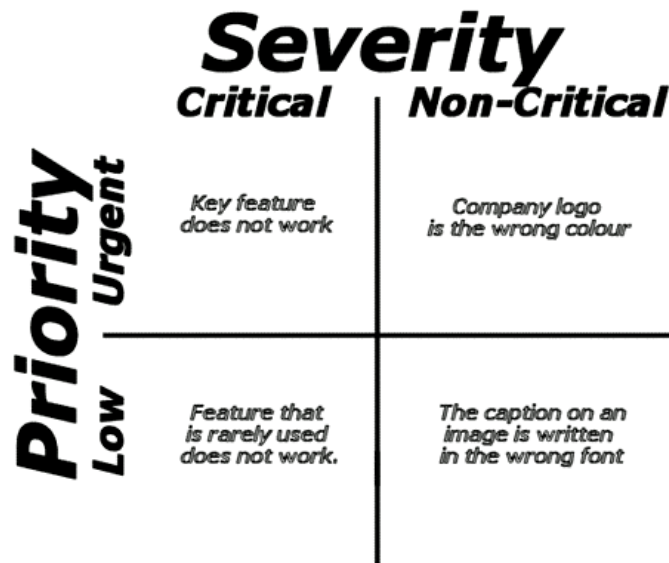 Severity
Critical
Non-Critical
Priority
Urgent
Key feature
does not work
Company logo
is the wrong colour
Low
Feature that
is rarely used
does not work.
The caption on an
image is written
in the wrong font